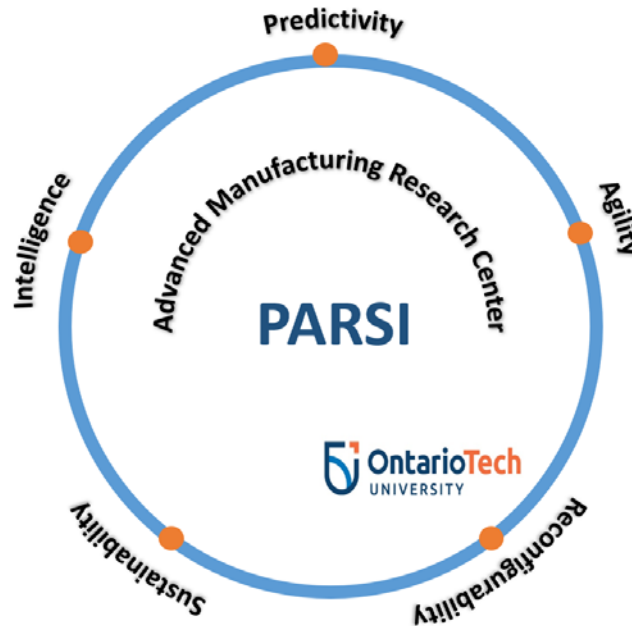 Predictivity
Agility
Reconfigurability
Sustainability
Intelligence
Advanced Manufacturing Research Center
PARSI
OntarioTech
UNIVERSITY